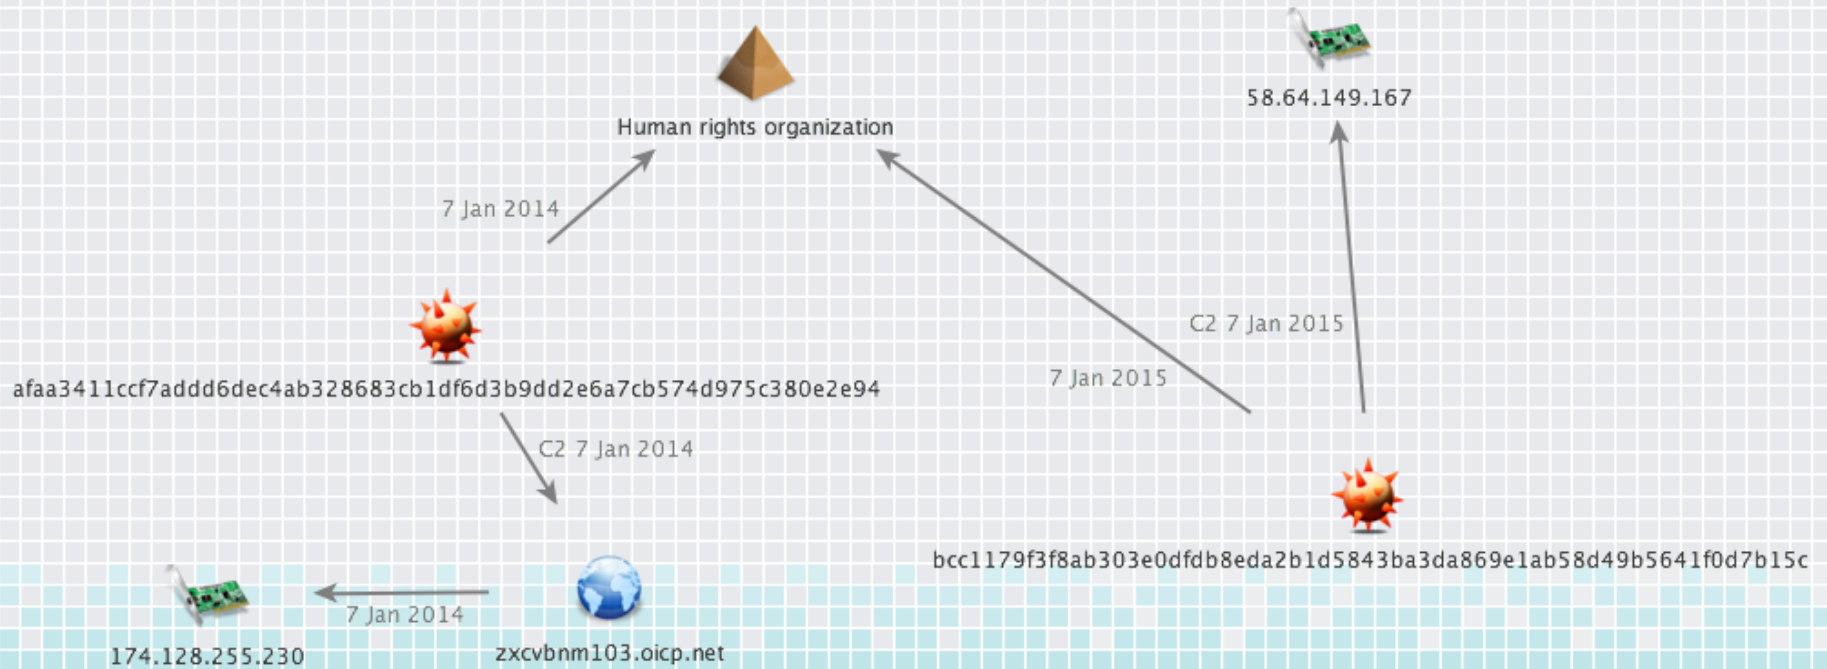 58.64.149.167
Human rights organization
7 Jan 2014
C2 7 Jan 2015
7 Jan 2015
afaa3411ccf7addd6dec4ab328683cb1df6d3b9dd2e6a7cb574d975c380e2e94
C2 7 Jan 2014
bcc1179f3f8ab303e0dfdb8eda2b1d5843ba3da869e1ab58d49b5641f0d7b15c
7 Jan 2014
174.128.255.230
zxcvbnm103.oicp.net